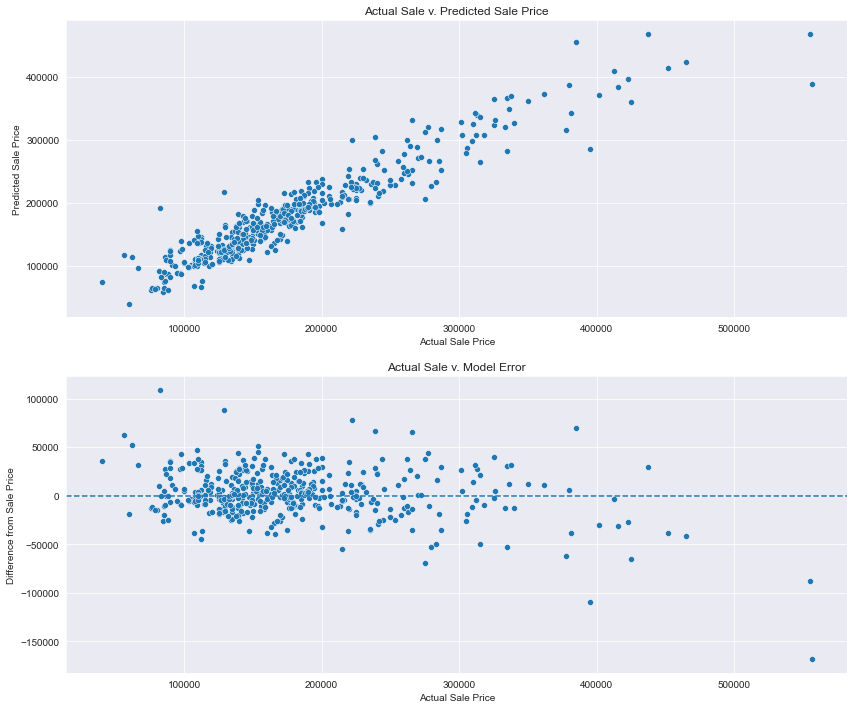 Actual Sale v. Predicted Sale Price
Predicted Sale Price
400000
300000
200000
100000
100000 200000 300000 400000 500000
Actual Sale Price
Actual Sale v. Model Error
Difference from Sale Price
100000
50000
0
−50000
−100000
−150000
100000 200000 300000 400000 500000
Actual Sale Price